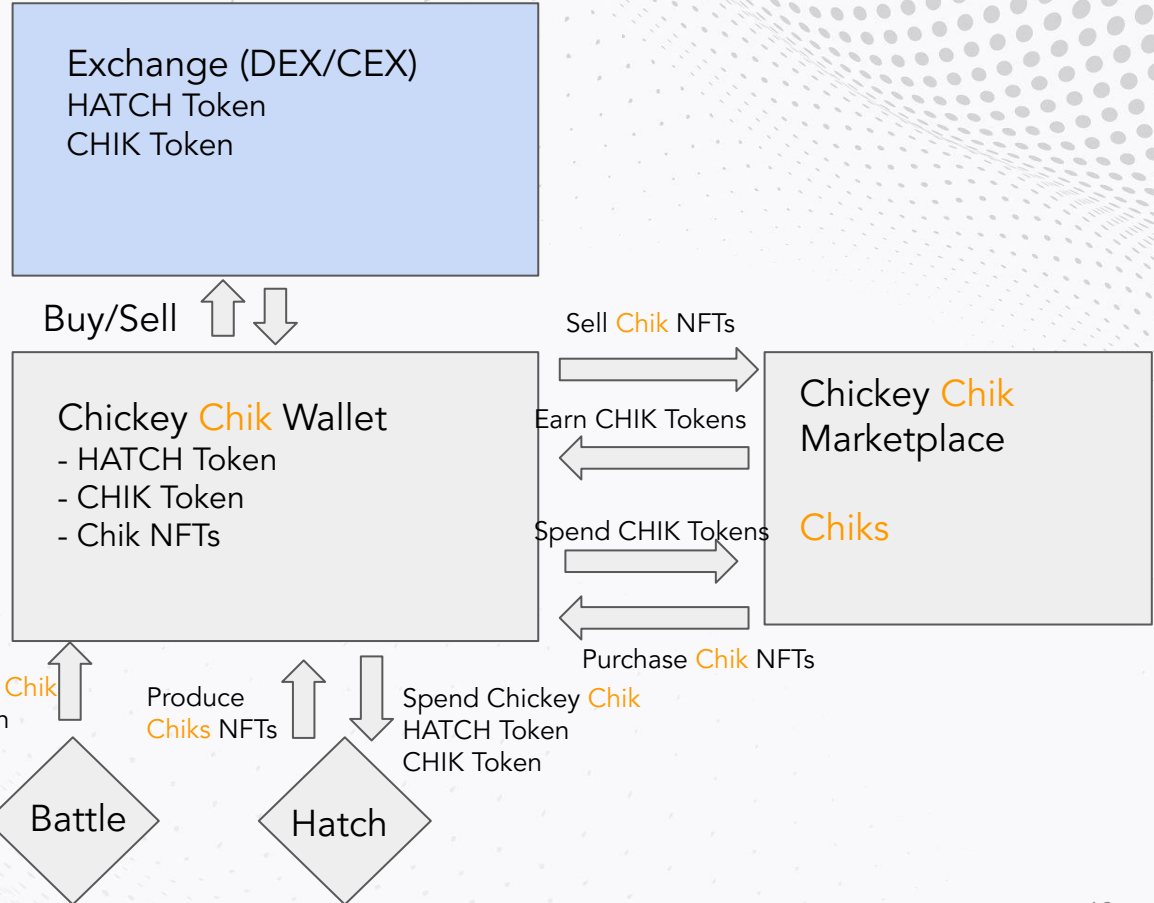 Exchange (DEX/CEX)
HATCH Token
CHIK Token
Buy/Sell
Sell Chik NFTs
Chickey Chik Wallet
- HATCH Token
- CHIK Token
- Chik NFTs
Earn CHIK Tokens
Spend CHIK Tokens
Chickey Chik
Marketplace
Chiks
Purchase Chik NFTs
Chik
Produce
Chiks NFTs
Spend Chickey Chik
HATCH Token
CHIK Token
Battle
Hatch